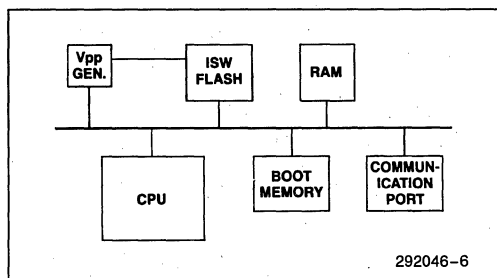 Vpp
GEN.
ISW
FLASH
RAM
CPU
BOOT
MEMORY
COMMUN-
ICATION
PORT
292046-6